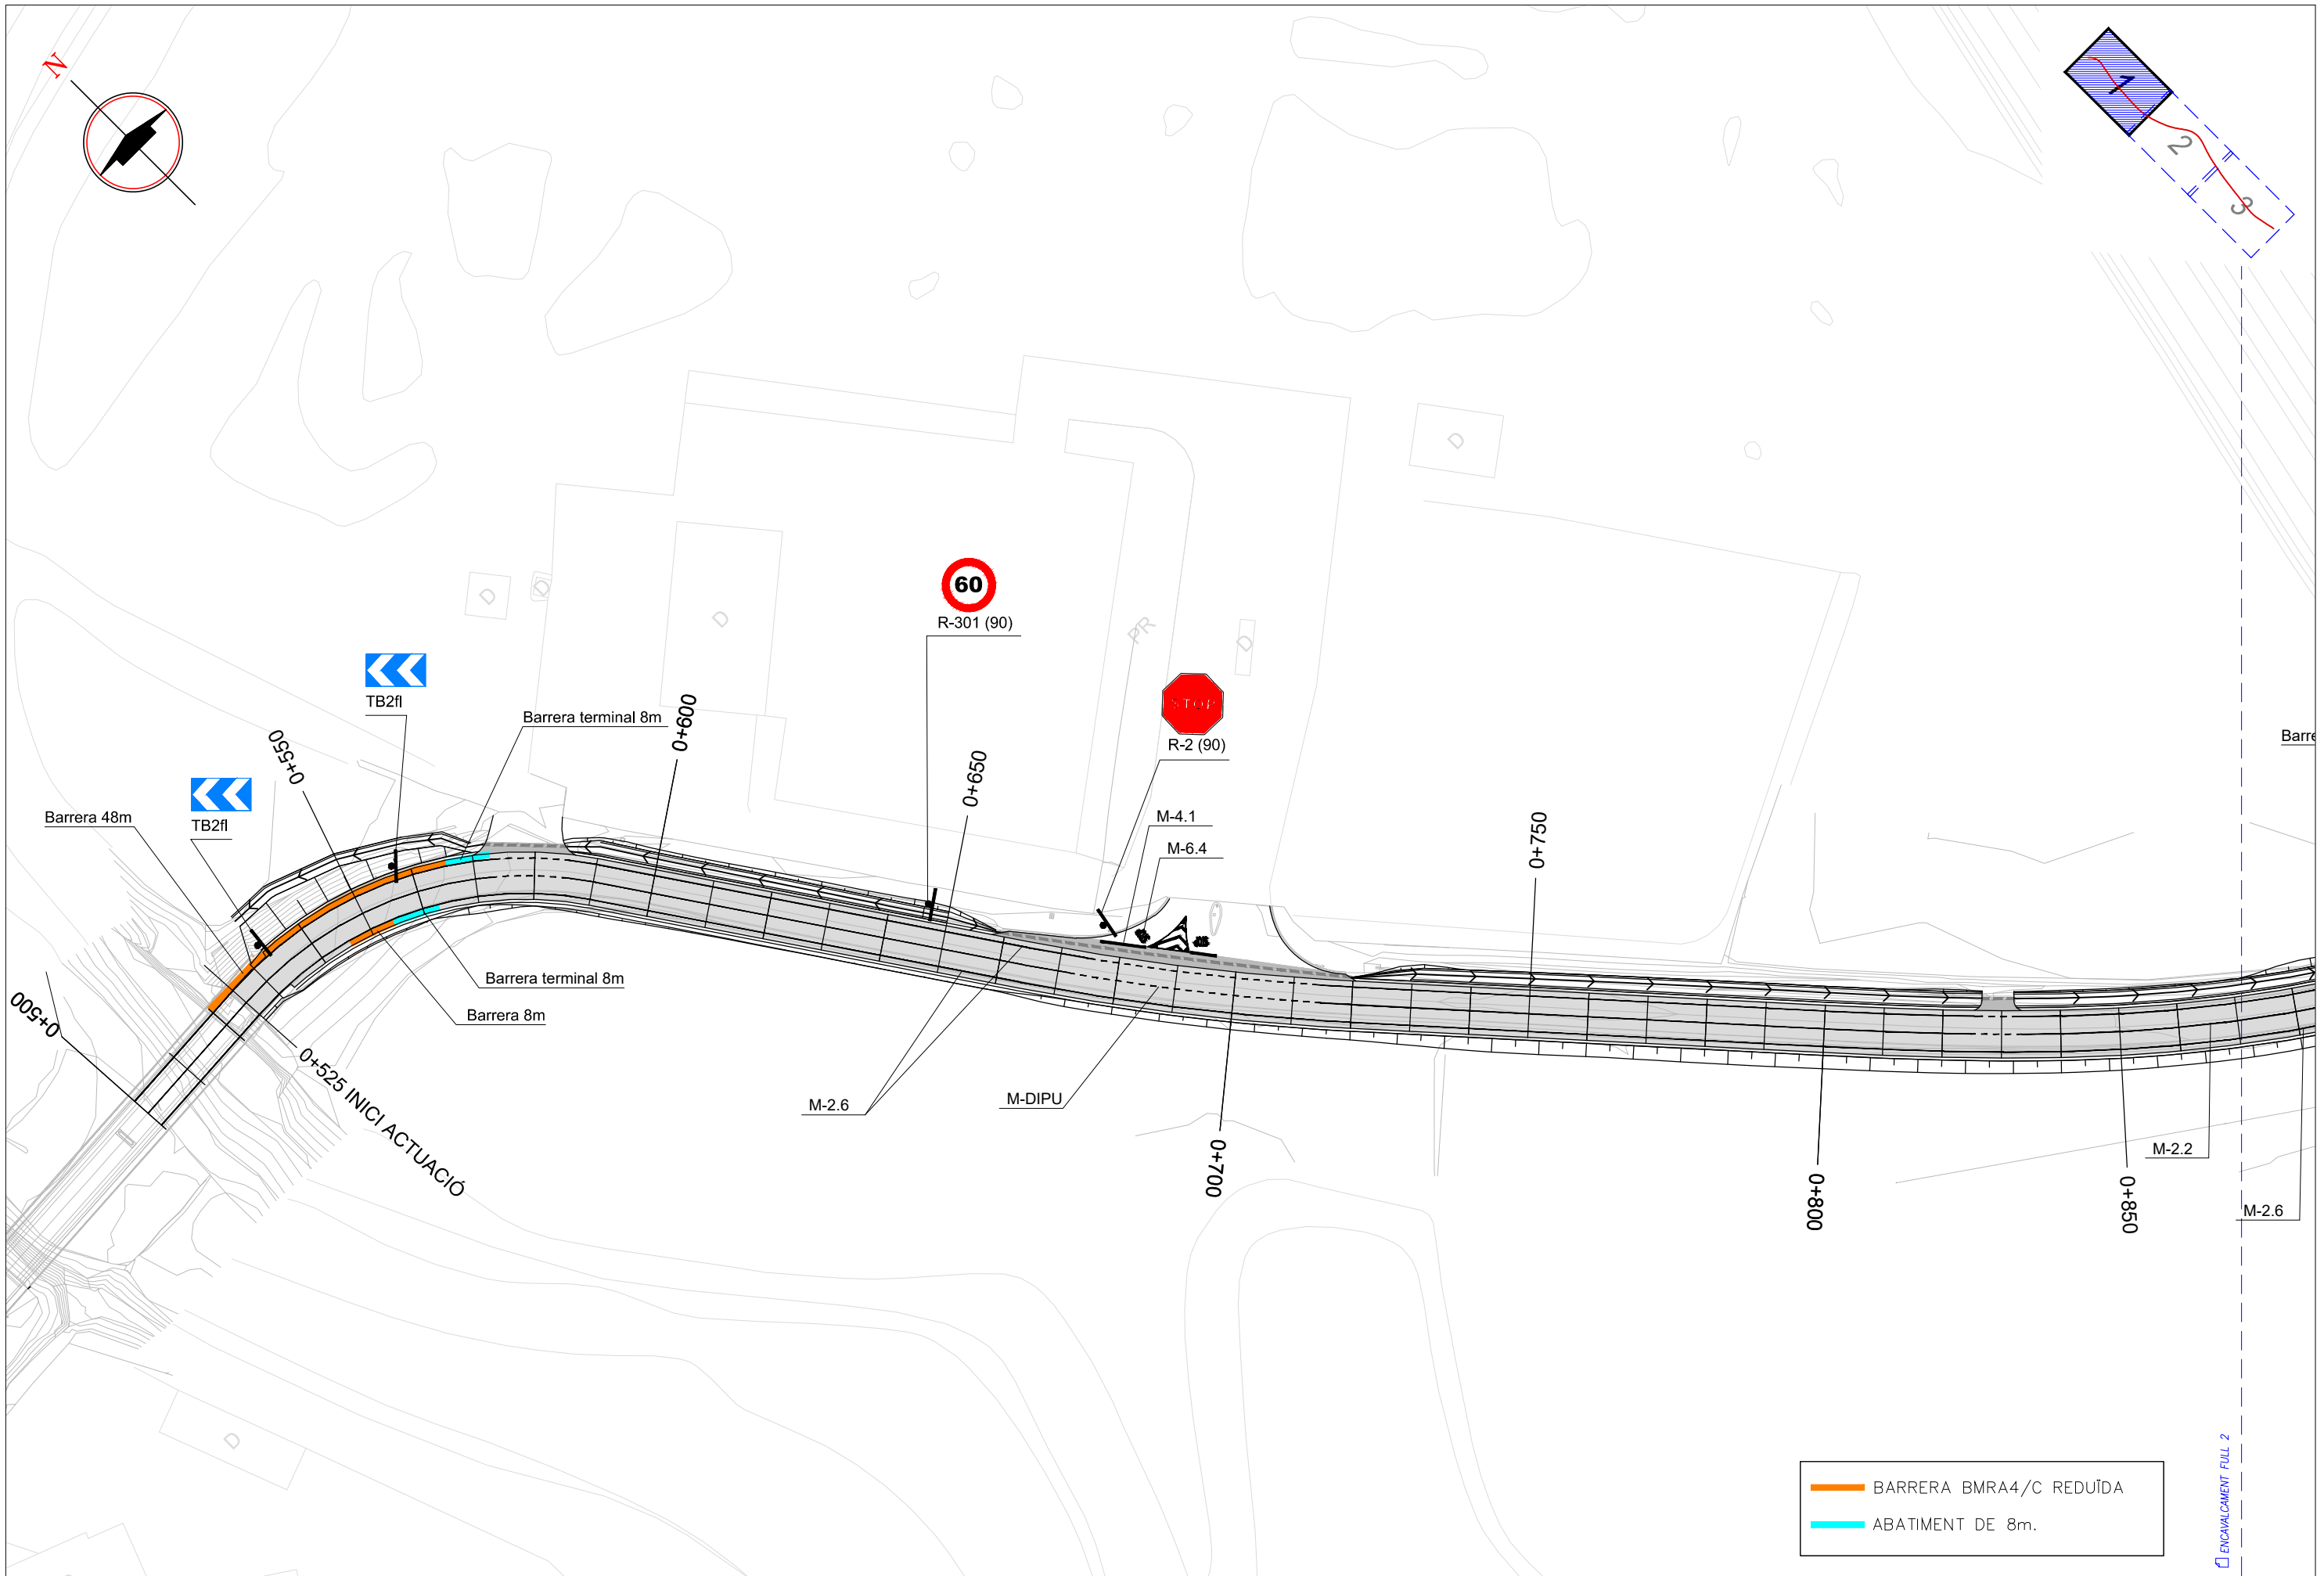 N
1
2
3
D
D
D
D
60
R-301 (90)
PR
D
TB2fl
STOP
R-2 (90)
Barrera terminal 8m
0+600
0+550
0+650
Barre
TB2fl
Barrera 48m
M-4.1
M-6.4
0+750
Barrera terminal 8m
Barrera 8m
0+500
0+525 INICI ACTUACIÓ
M-2.6
M-DIPU
0+700
M-2.2
0+800
0+850
M-2.6
D
BARRERA BMRA4/C REDUÏDA
ABATIMENT DE 8m.
ENCAVALCAMENT FULL 2